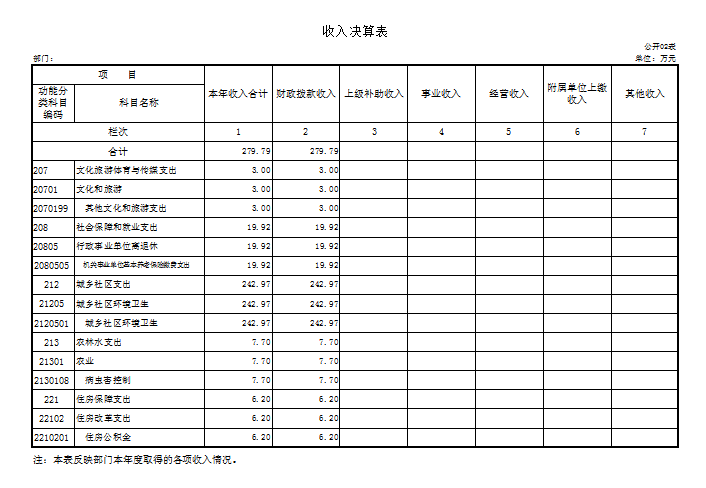 收入决算表
公开02表
部门： 单位：万元
项 目 本年收入合计 财政拨款收入 上级补助收入 事业收入 经营收入 附属单位上缴收入 其他收入
功能分类科目编码 科目名称
栏次 1 2 3 4 5 6 7
合计 279.79 279.79
207 文化旅游体育与传媒支出 3.00 3.00
20701 文化和旅游 3.00 3.00
2070199 其他文化和旅游支出 3.00 3.00
208 社会保障和就业支出 19.92 19.92
20805 行政事业单位离退休 19.92 19.92
2080505 机关事业单位基本养老保险缴费支出 19.92 19.92
212 城乡社区支出 242.97 242.97
21205 城乡社区环境卫生 242.97 242.97
2120501 城乡社区环境卫生 242.97 242.97
213 农林水支出 7.70 7.70
21301 农业 7.70 7.70
2130108 病虫害控制 7.70 7.70
221 住房保障支出 6.20 6.20
22102 住房改革支出 6.20 6.20
2210201 住房公积金 6.20 6.20
注：本表反映部门本年度取得的各项收入情况。